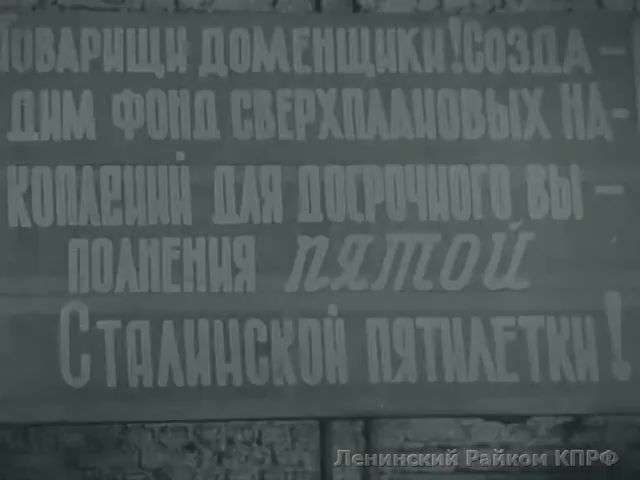 Товарищи доменщики! Созда-
дим фонд сверхплановых на-
коплений для досрочного вы-
полнения пятой
Сталинской пятилетки!
Ленинский Райком КПРФ